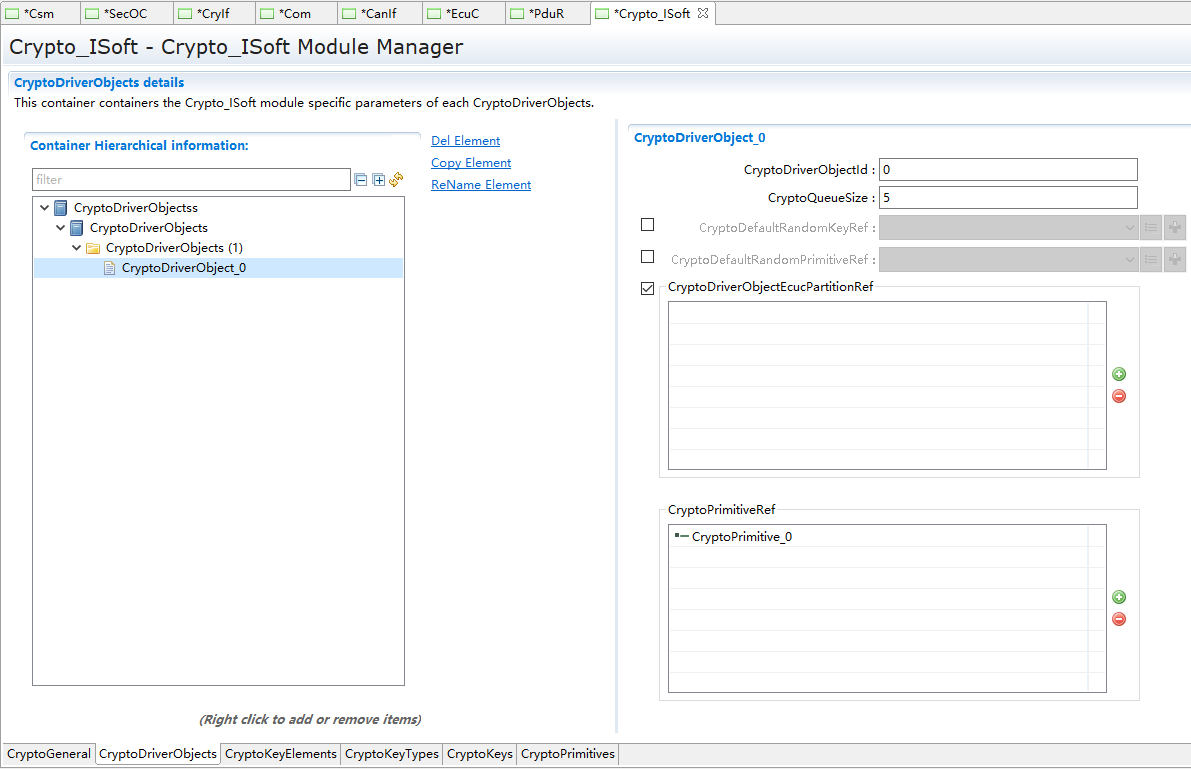 *Csm *SecOC *CryIf *Com *CanIf *EcuC *PduR *Crypto_ISoft
Crypto_ISoft - Crypto_ISoft Module Manager
CryptoDriverObjects details
This container containers the Crypto_ISoft module specific parameters of each CryptoDriverObjects.
Container Hierarchical information:
filter
CryptoDriverObjectss
CryptoDriverObjects
CryptoDriverObjects (1)
CryptoDriverObject_0
(Right click to add or remove items)
Del Element
Copy Element
ReName Element
CryptoDriverObject_0
CryptoDriverObjectId : 0
CryptoQueueSize : 5
CryptoDefaultRandomKeyRef :
CryptoDefaultRandomPrimitiveRef :
CryptoDriverObjectEcucPartitionRef
CryptoPrimitiveRef
CryptoPrimitive_0
CryptoGeneral CryptoDriverObjects CryptoKeyElements CryptoKeyTypes CryptoKeys CryptoPrimitives